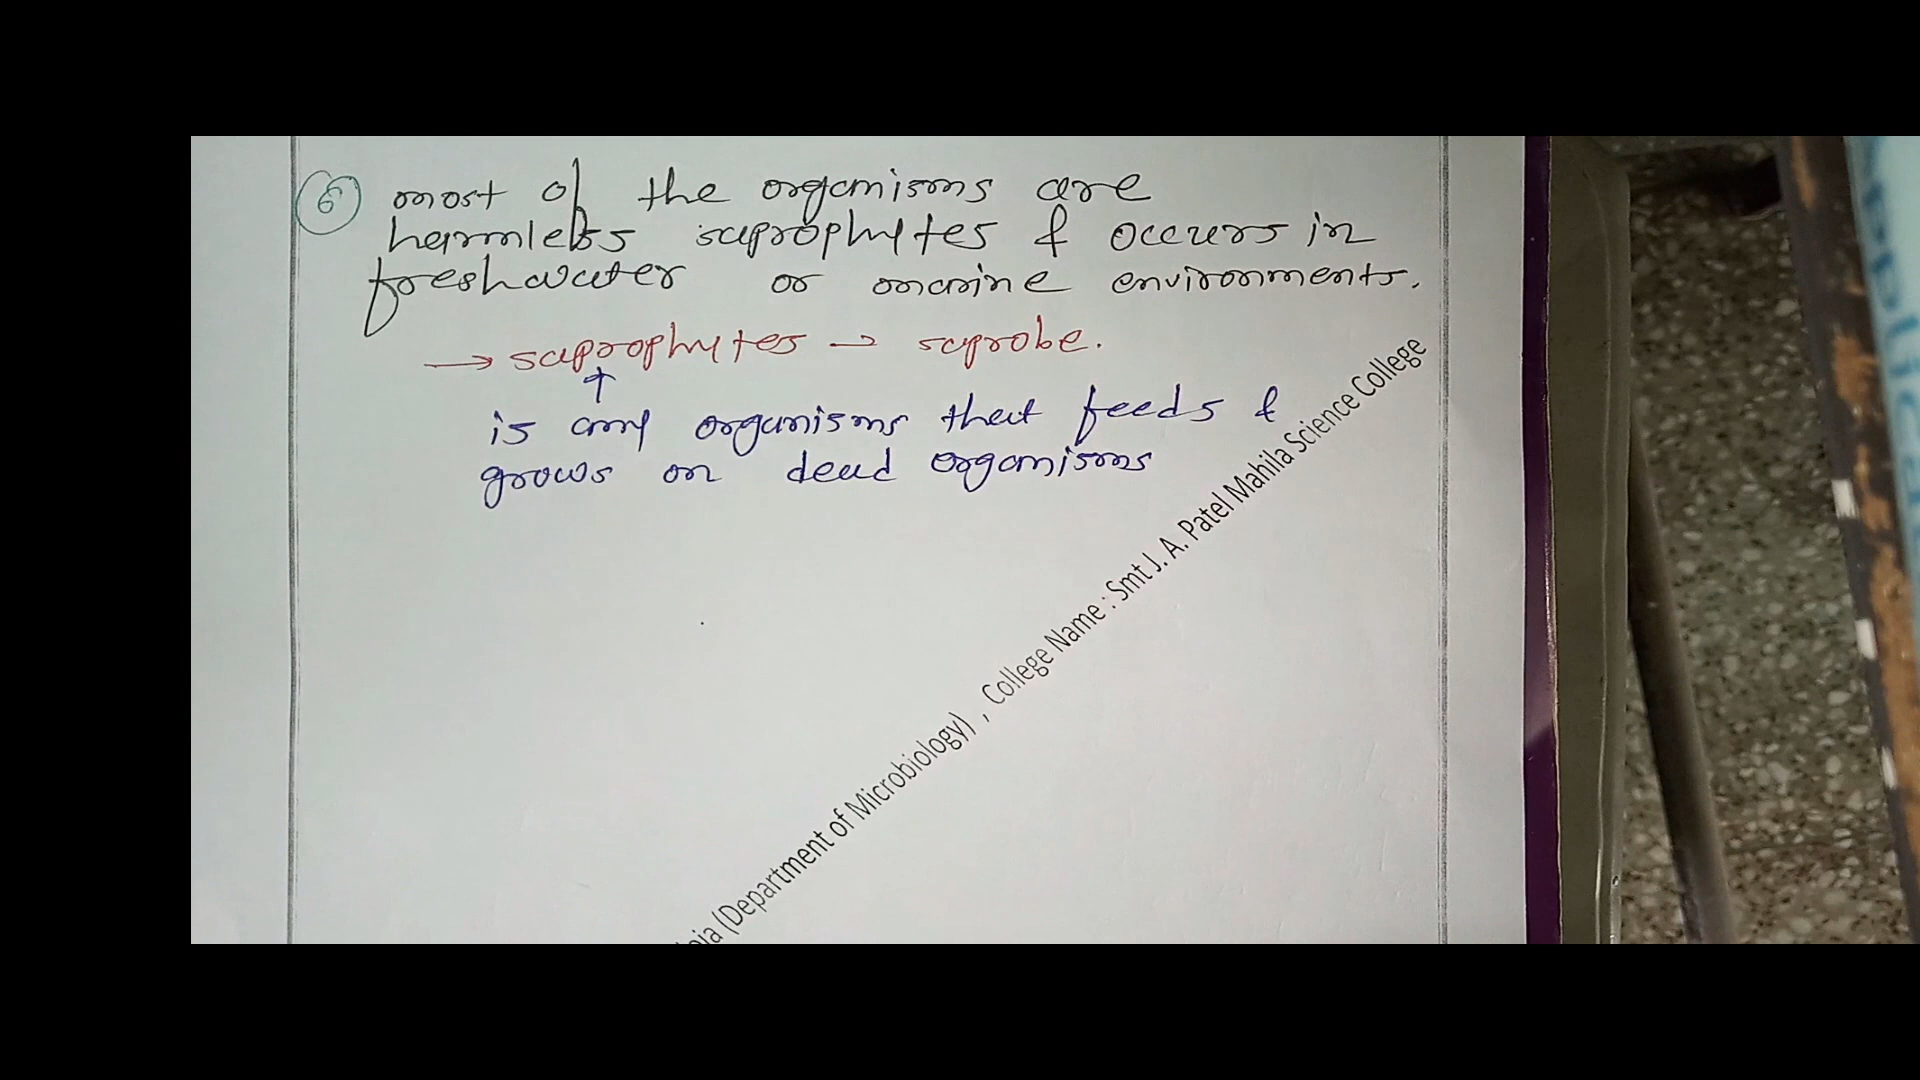 6 most of the organisms are
harmless saprophytes & occurs in
freshwater or marine environments.
→ saprophytes → saprobe.
↑
is any organisms that feeds &
grows on dead organisms
(Department of Microbiology) , College Name : Smt J. A. Patel Mahila Science College